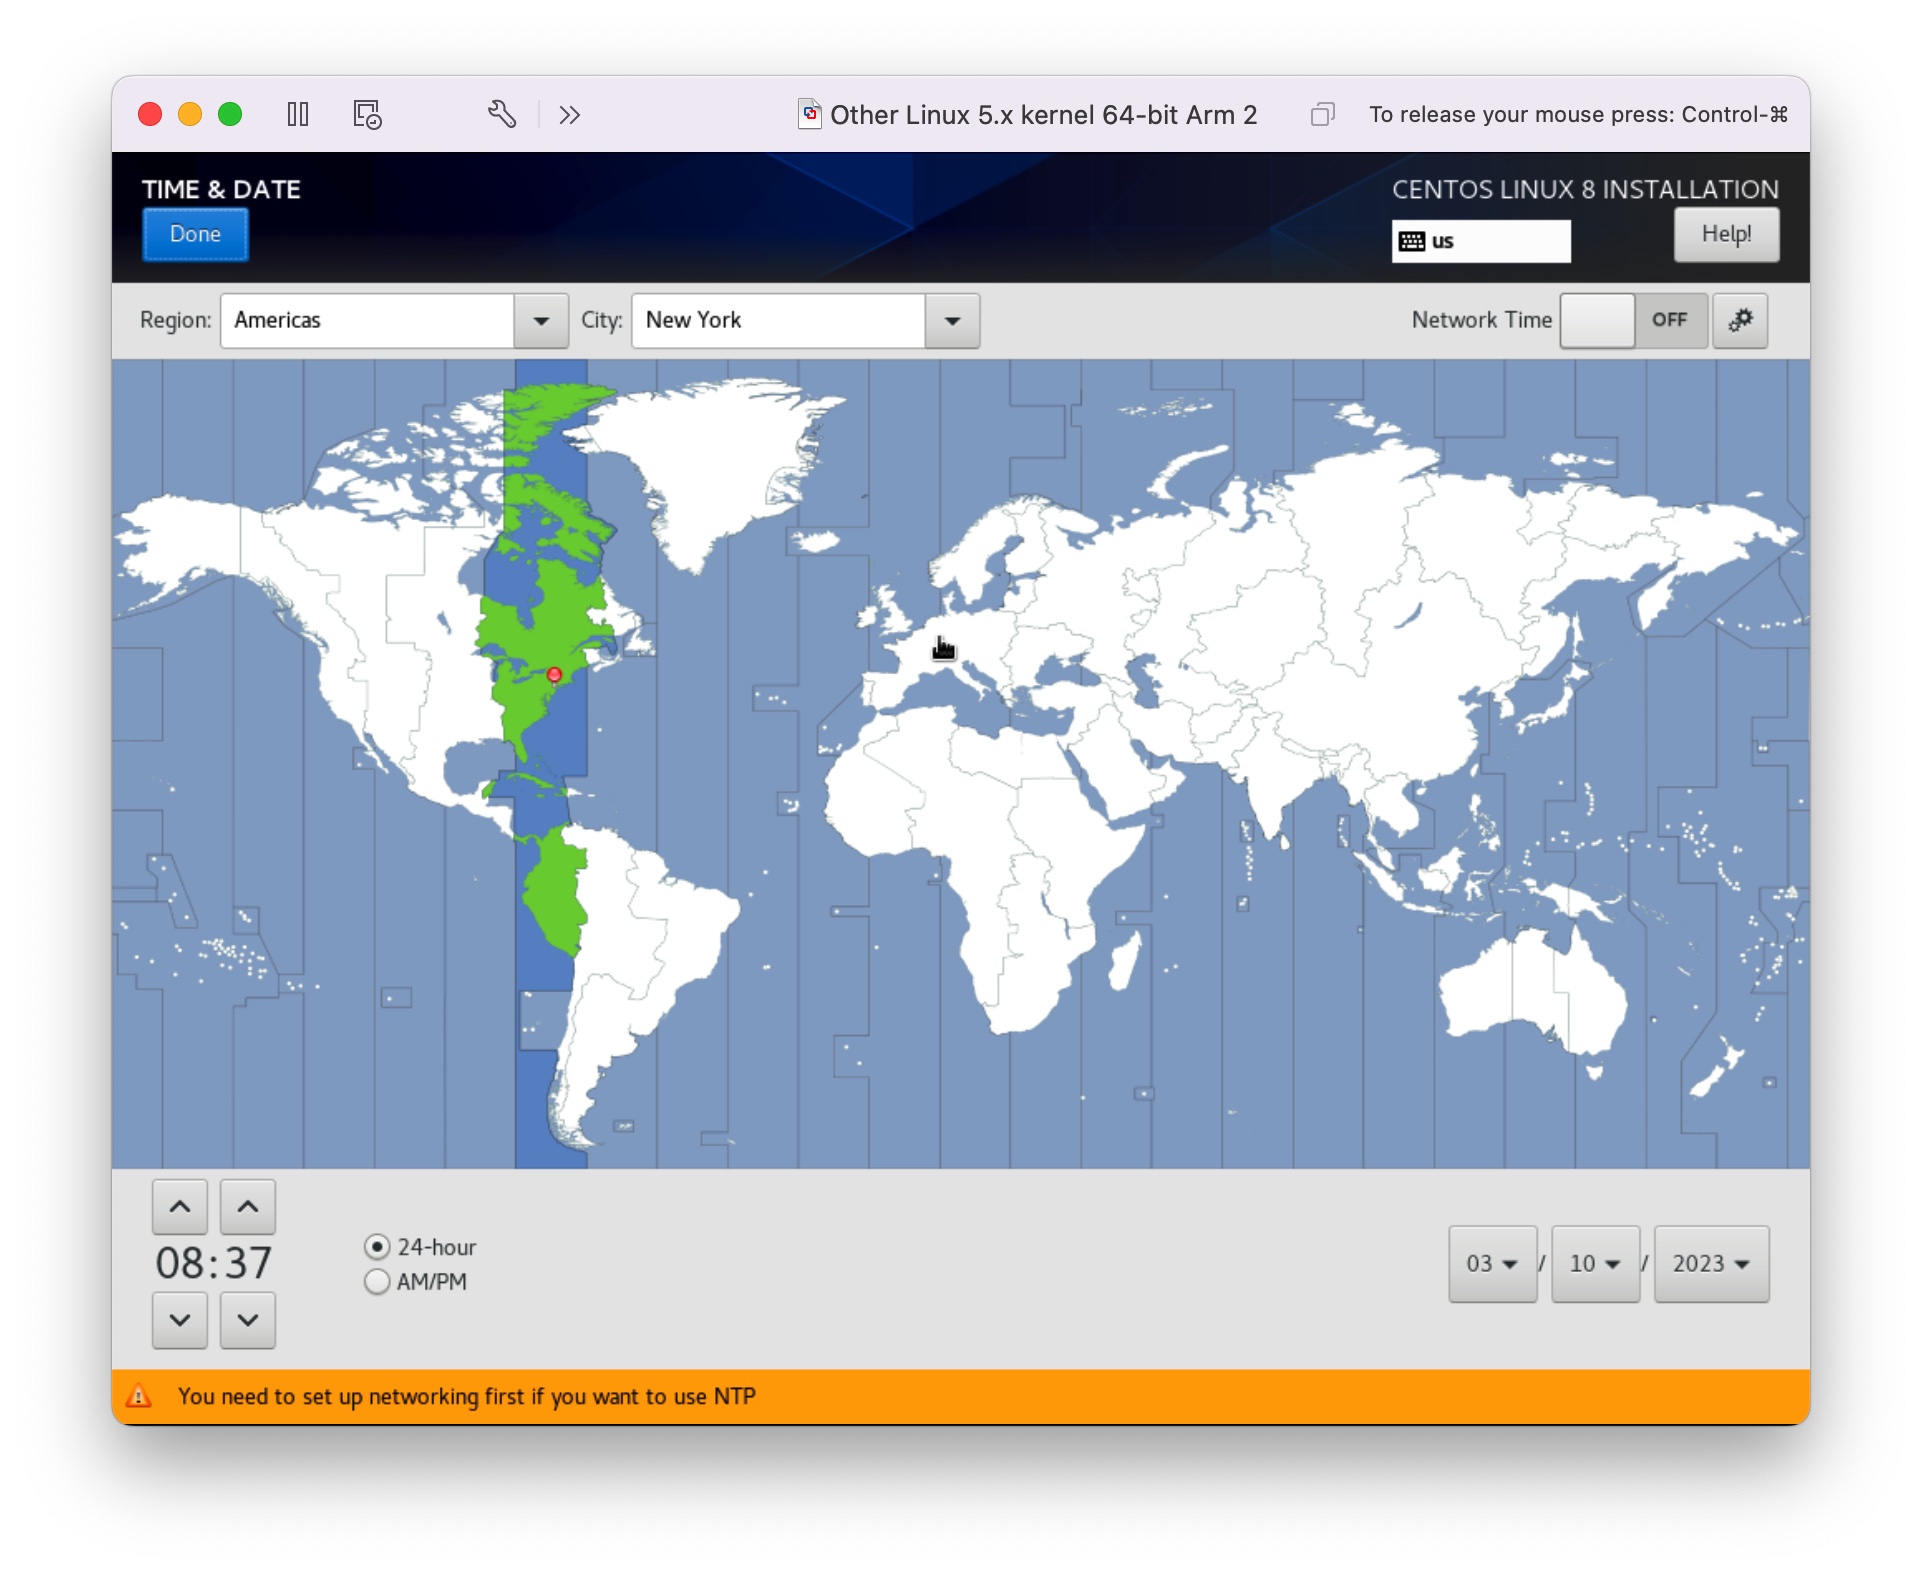 Other Linux 5.x kernel 64-bit Arm 2
To release your mouse press: Control-⌘
TIME & DATE
CENTOS LINUX 8 INSTALLATION
Done
us
Help!
Region: Americas City: New York Network Time OFF
08:37
24-hour
AM/PM
03 / 10 / 2023
You need to set up networking first if you want to use NTP